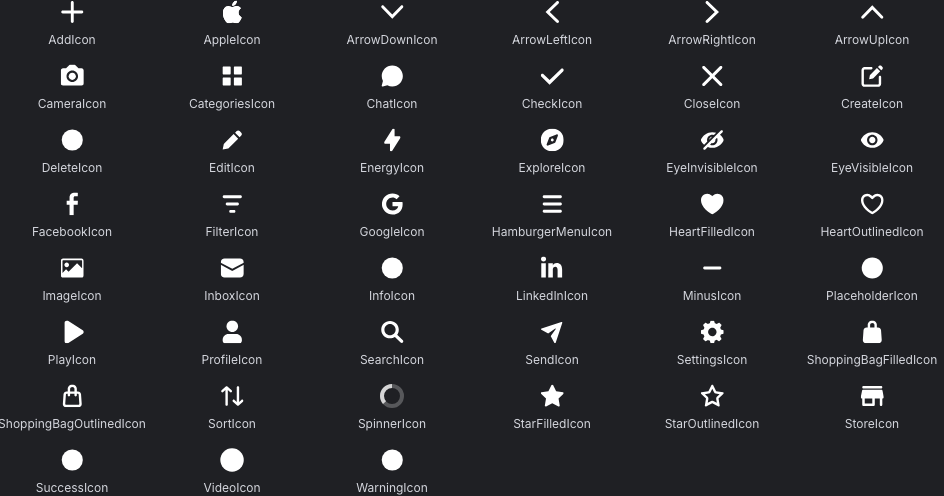 AddIcon AppleIcon ArrowDownIcon ArrowLeftIcon ArrowRightIcon ArrowUpIcon
CameraIcon CategoriesIcon ChatIcon CheckIcon CloseIcon CreateIcon
DeleteIcon EditIcon EnergyIcon ExploreIcon EyeInvisibleIcon EyeVisibleIcon
FacebookIcon FilterIcon GoogleIcon HamburgerMenuIcon HeartFilledIcon HeartOutlinedIcon
ImageIcon InboxIcon InfoIcon LinkedInIcon MinusIcon PlaceholderIcon
PlayIcon ProfileIcon SearchIcon SendIcon SettingsIcon ShoppingBagFilledIcon
ShoppingBagOutlinedIcon SortIcon SpinnerIcon StarFilledIcon StarOutlinedIcon StoreIcon
SuccessIcon VideoIcon WarningIcon